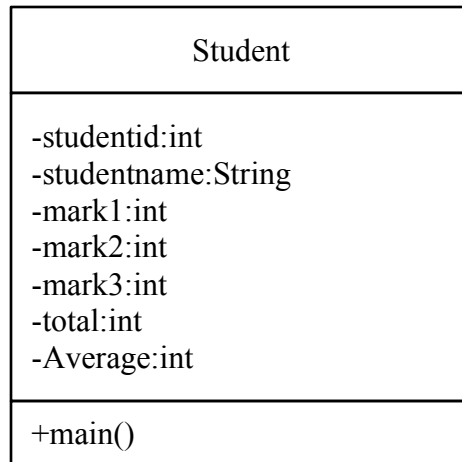 Student
-studentid:int
-studentname:String
-mark1:int
-mark2:int
-mark3:int
-total:int
-Average:int
+main()